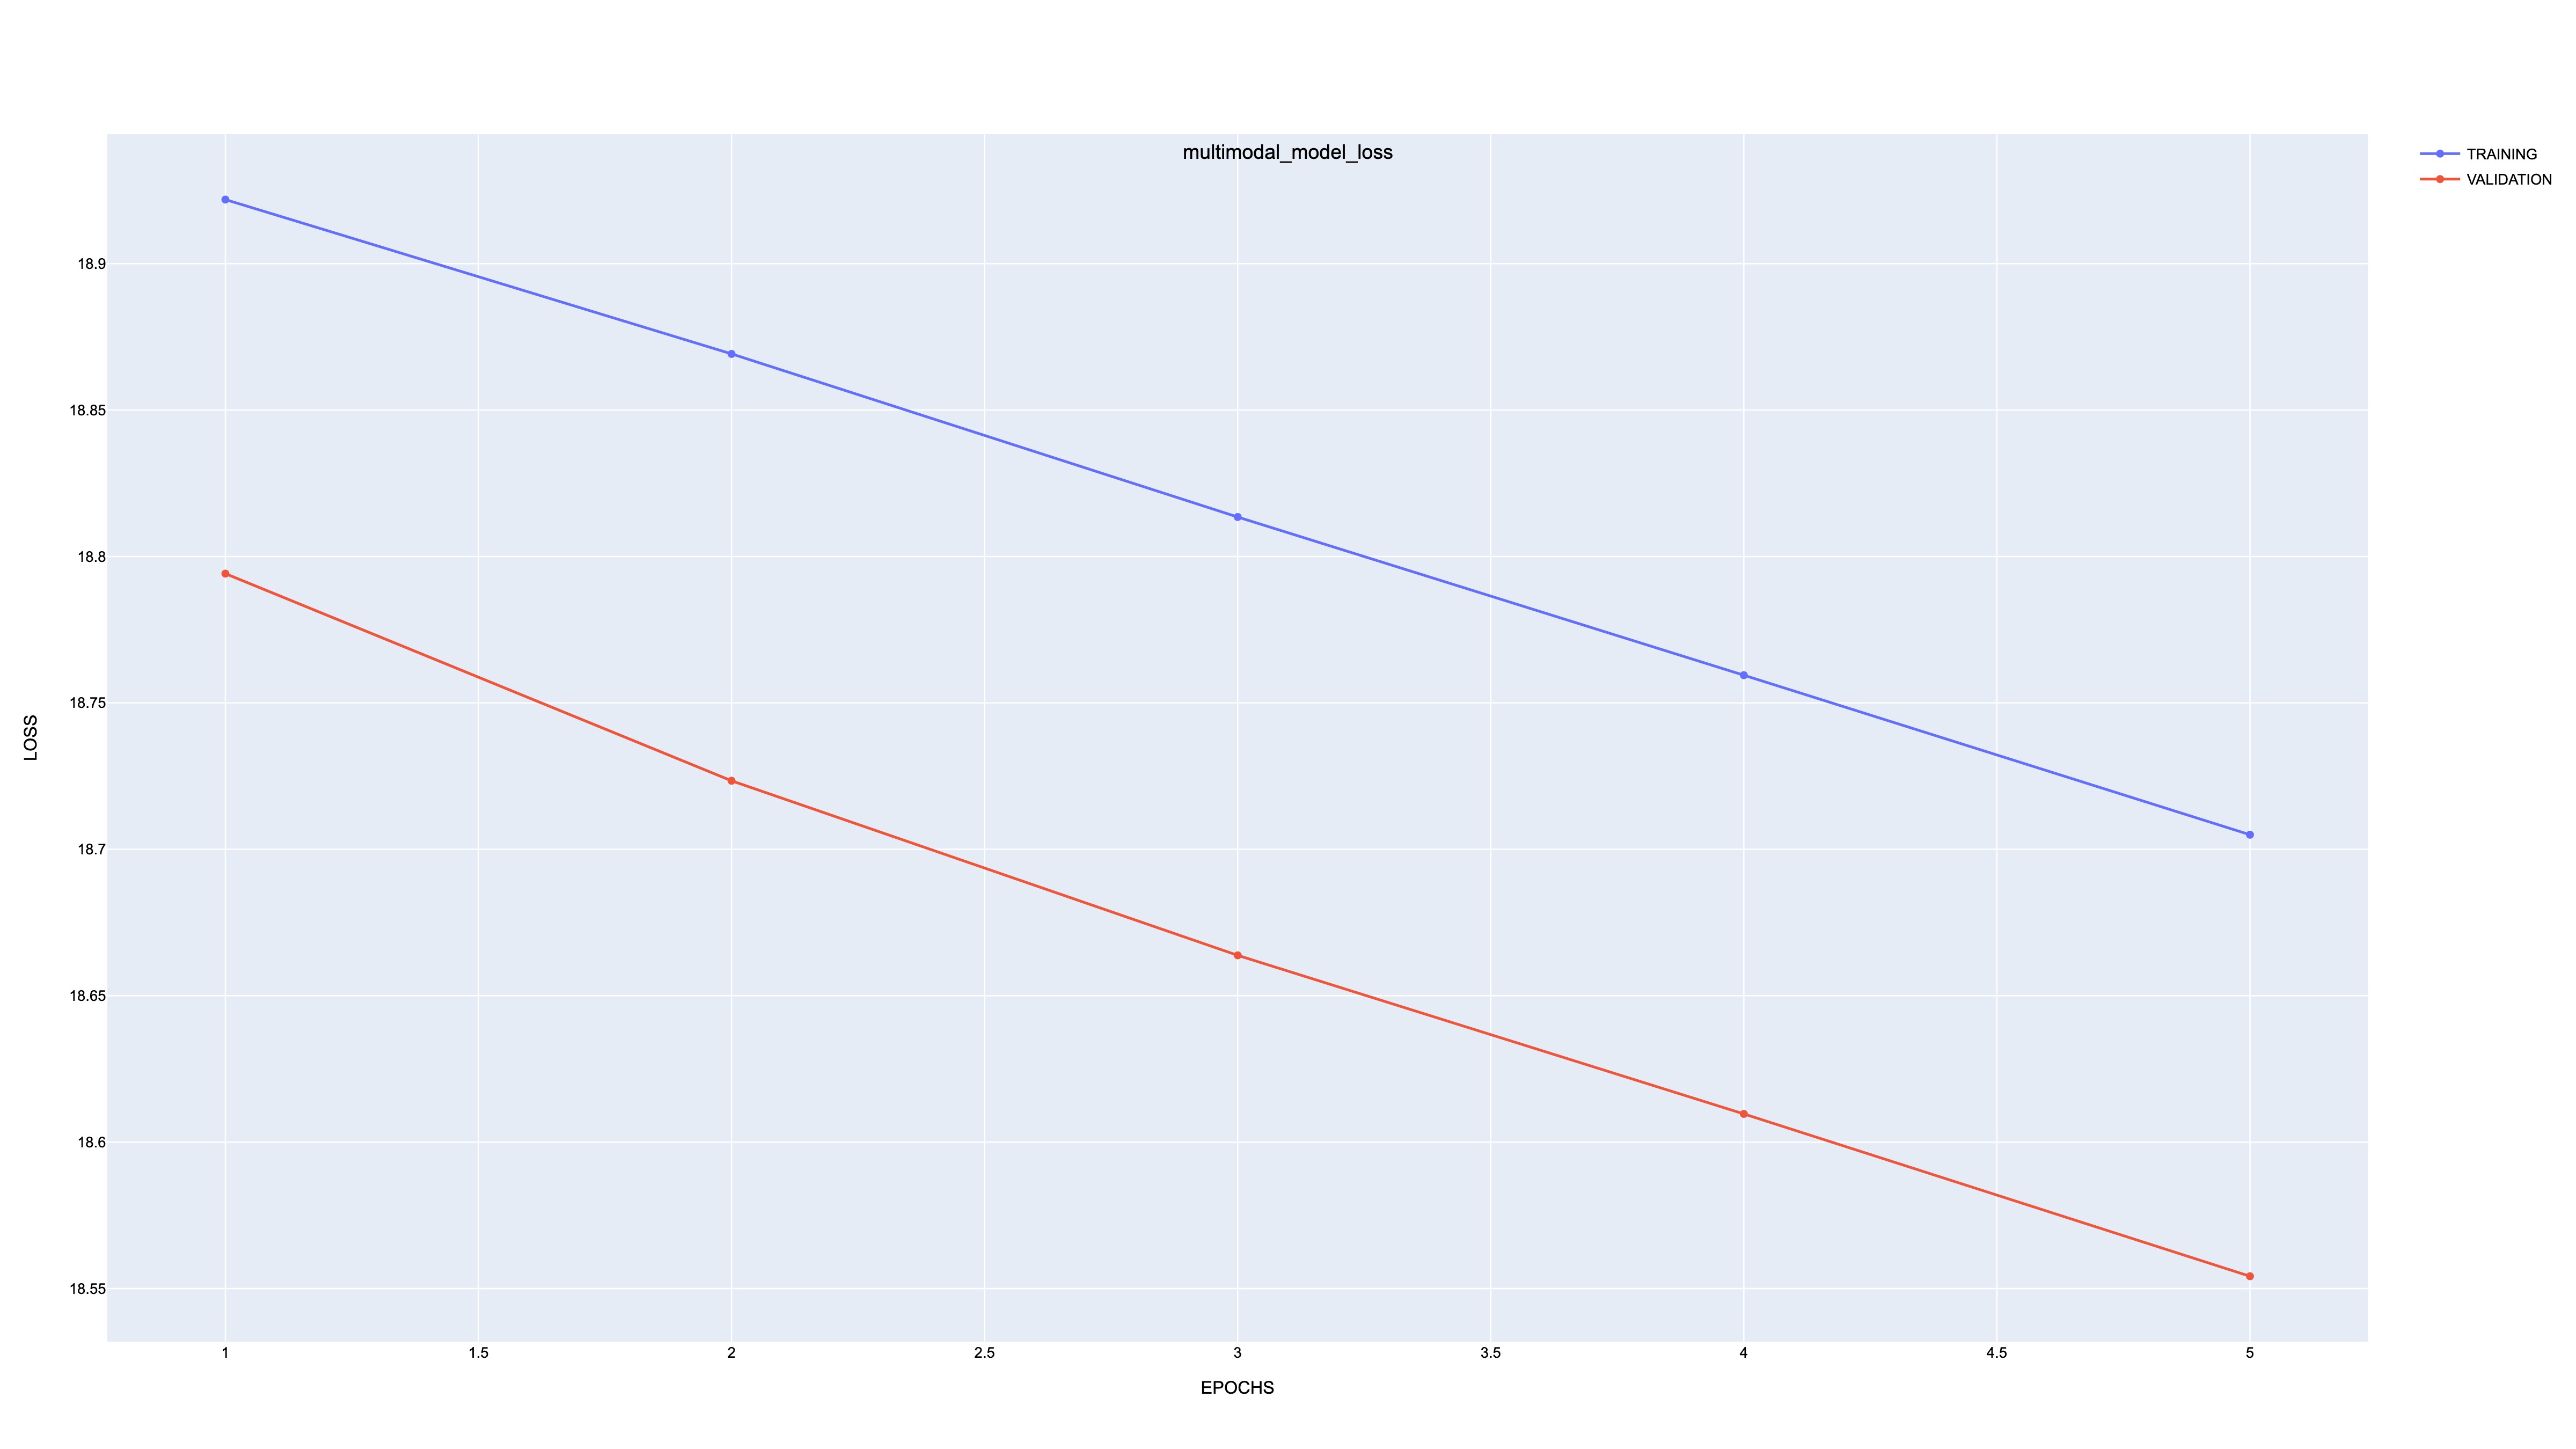 multimodal_model_loss
TRAINING
VALIDATION
18.9
18.85
18.8
18.75
18.7
18.65
18.6
18.55
LOSS
1 1.5 2 2.5 3 3.5 4 4.5 5
EPOCHS